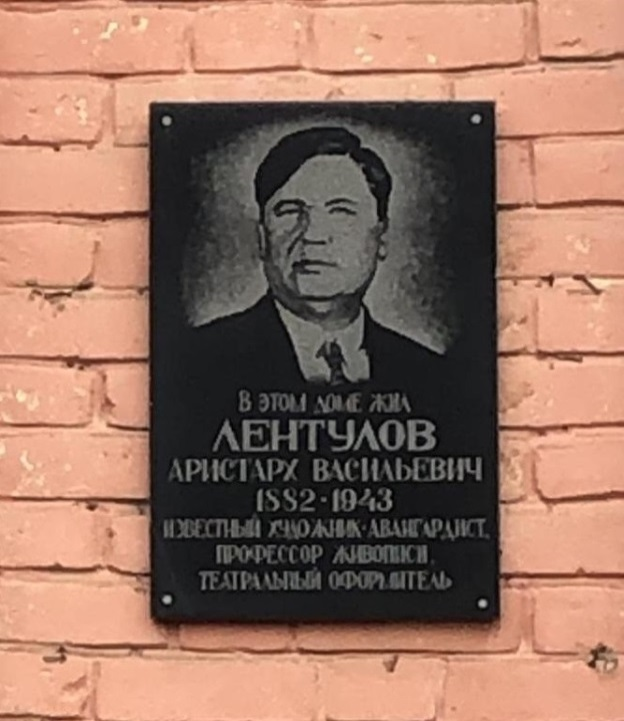 В ЭТОМ ДОМЕ ЖИЛ
ЛЕНТУЛОВ
АРИСТАРХ ВАСИЛЬЕВИЧ
1882 · 1943
ИЗВЕСТНЫЙ ХУДОЖНИК-АВАНГАРДИСТ,
ПРОФЕССОР ЖИВОПИСИ,
ТЕАТРАЛЬНЫЙ ОФОРМИТЕЛЬ